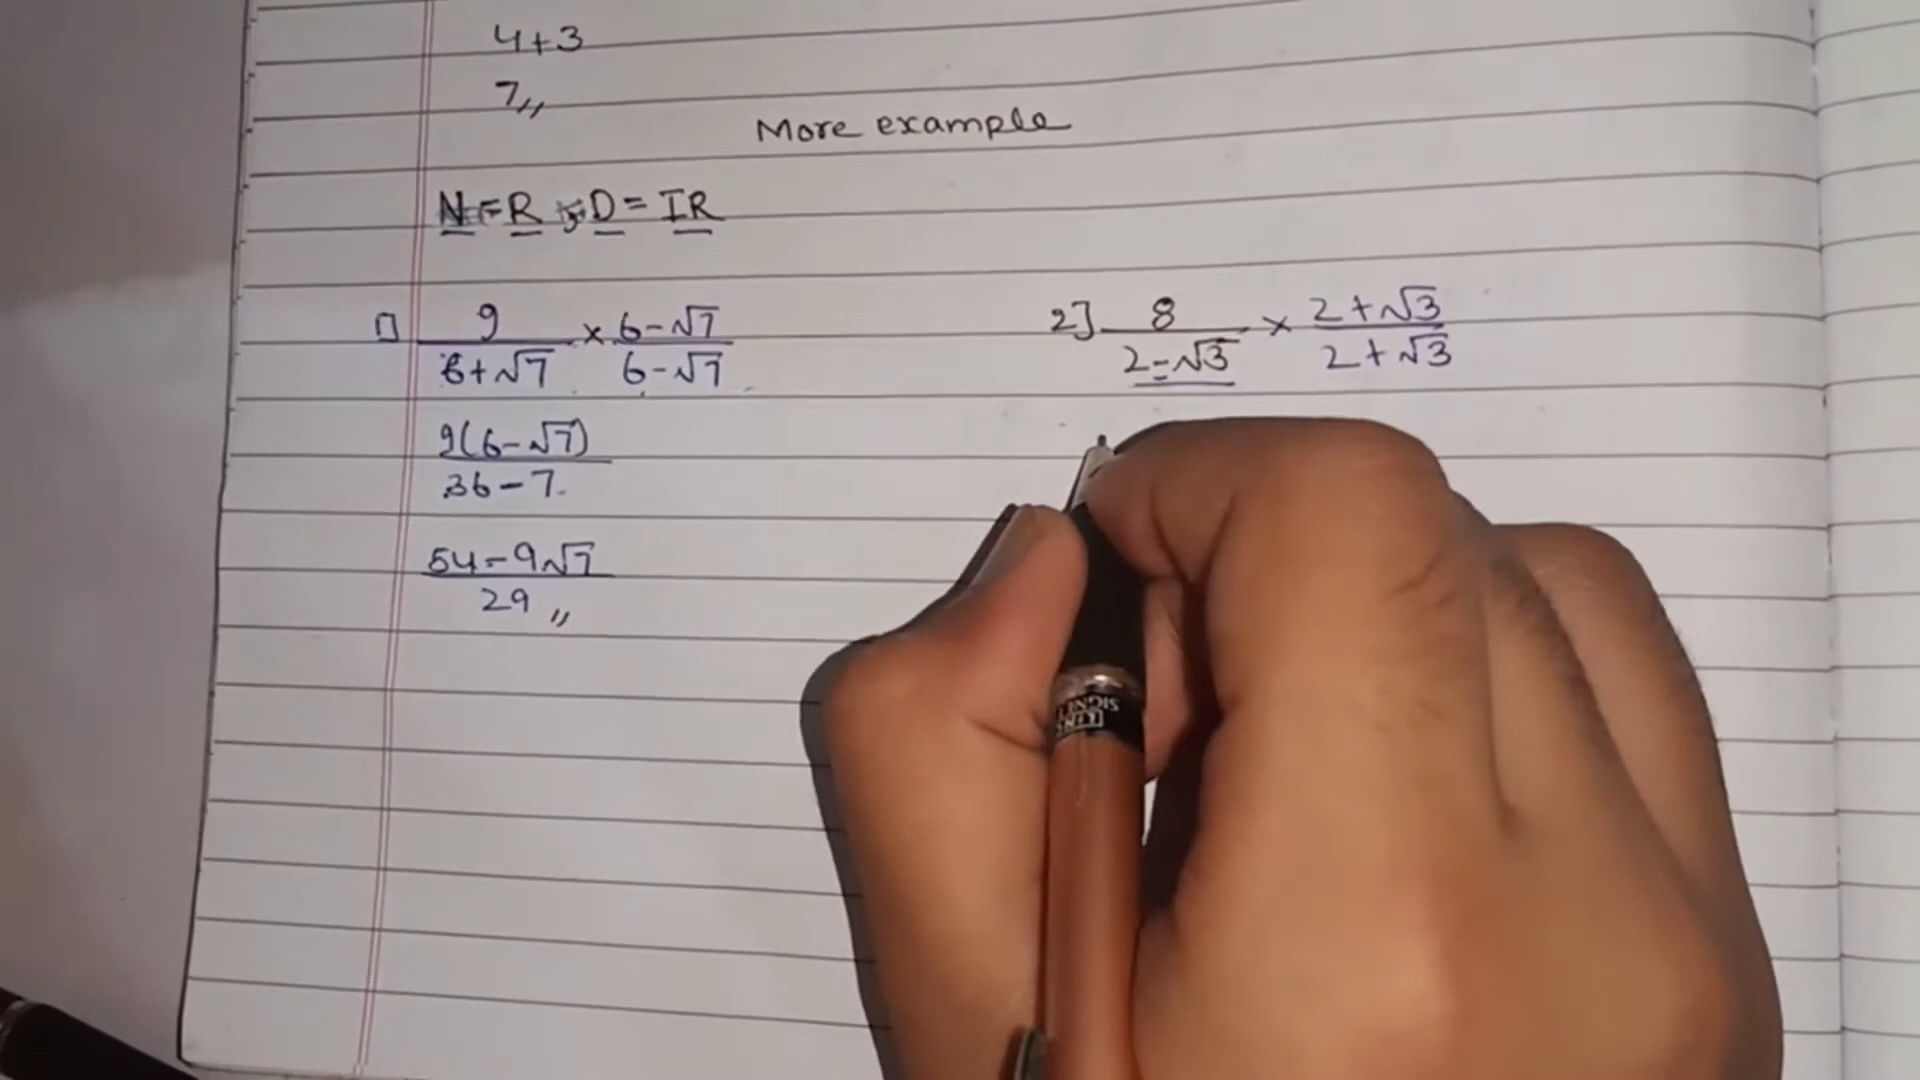 4+3
7,,
More example
N=R , D = IR
1] 9/6+√7 × 6-√7/6-√7
9(6-√7)/36-7
54-9√7/29 ,,
2] 8/2-√3 × 2+√3/2+√3